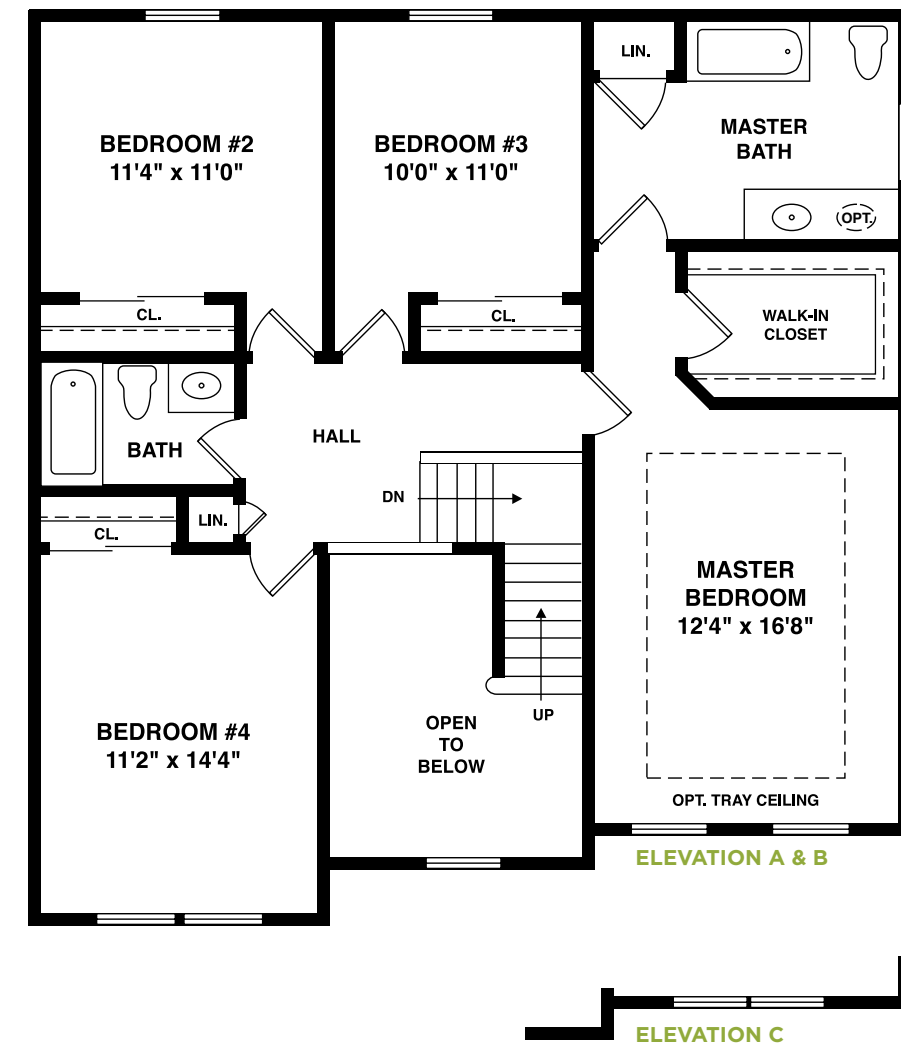 LIN.
BEDROOM #2
11'4" x 11'0"
BEDROOM #3
10'0" x 11'0"
MASTER
BATH
OPT.
CL.
CL.
WALK-IN
CLOSET
BATH
HALL
DN
LIN.
CL.
MASTER
BEDROOM
12'4" x 16'8"
UP
BEDROOM #4
11'2" x 14'4"
OPEN
TO
BELOW
OPT. TRAY CEILING
ELEVATION A & B
ELEVATION C